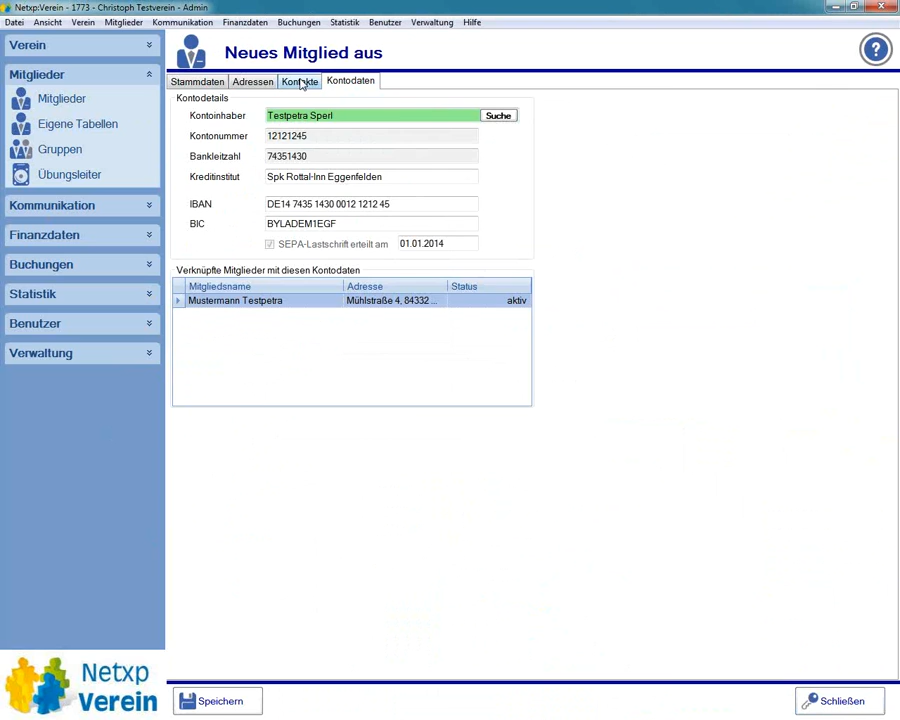 Netxp:Verein - 1773 - Christoph Testverein - Admin
Datei Ansicht Verein Mitglieder Kommunikation Finanzdaten Buchungen Statistik Benutzer Verwaltung Hilfe
Verein
Mitglieder
Mitglieder
Eigene Tabellen
Gruppen
Übungsleiter
Kommunikation
Finanzdaten
Buchungen
Statistik
Benutzer
Verwaltung
Netxp
Verein
Neues Mitglied aus
?
Stammdaten Adressen Kontakte Kontodaten
Kontodetails
Kontoinhaber Testpetra Sperl Suche
Kontonummer 12121245
Bankleitzahl 74351430
Kreditinstitut Spk Rottal-Inn Eggenfelden
IBAN DE14 7435 1430 0012 1212 45
BIC BYLADEM1EGF
SEPA-Lastschrift erteilt am 01.01.2014
Verknüpfte Mitglieder mit diesen Kontodaten
Mitgliedsname Adresse Status
Mustermann Testpetra Mühlstraße 4, 84332 ... aktiv
Speichern Schließen